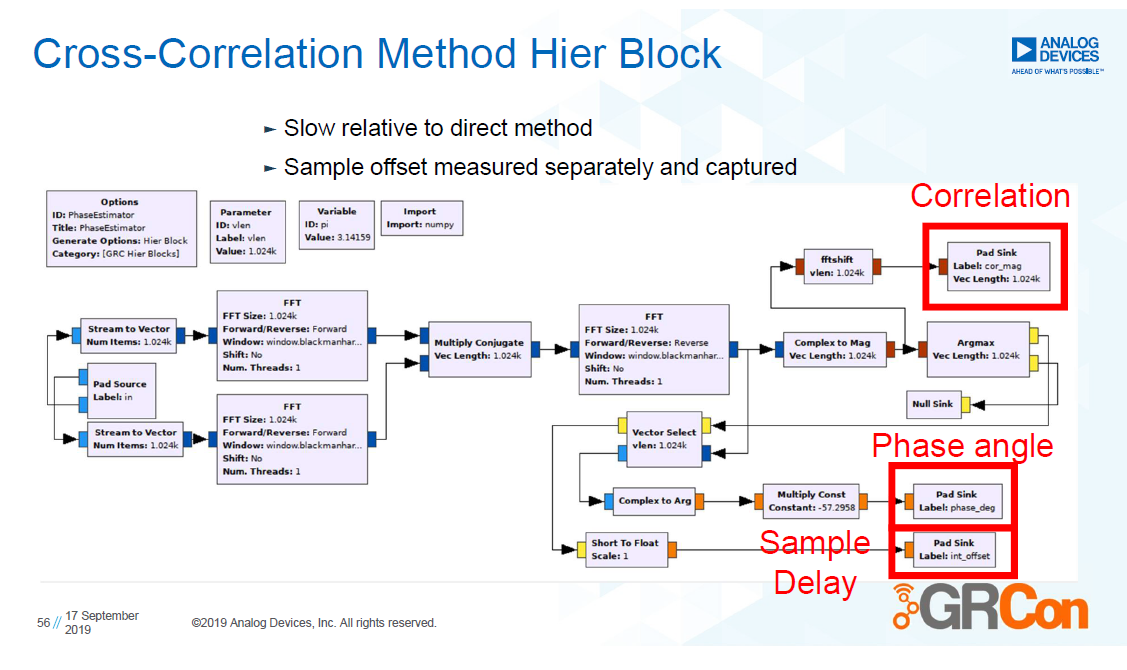 Cross-Correlation Method Hier Block
ANALOG
DEVICES
AHEAD OF WHAT'S POSSIBLE™
► Slow relative to direct method
► Sample offset measured separately and captured
Options
ID: PhaseEstimator
Title: PhaseEstimator
Generate Options: Hier Block
Category: [GRC Hier Blocks]
Parameter
ID: vlen
Label: vlen
Value: 1.024k
Variable
ID: pi
Value: 3.14159
Import
Import: numpy
Correlation
fftshift
vlen: 1.024k
Pad Sink
Label: cor_mag
Vec Length: 1.024k
Stream to Vector
Num Items: 1.024k
Pad Source
Label: in
Stream to Vector
Num Items: 1.024k
FFT
FFT Size: 1.024k
Forward/Reverse: Forward
Window: window.blackmanhar...
Shift: No
Num. Threads: 1
FFT
FFT Size: 1.024k
Forward/Reverse: Forward
Window: window.blackmanhar...
Shift: No
Num. Threads: 1
Multiply Conjugate
Vec Length: 1.024k
FFT
FFT Size: 1.024k
Forward/Reverse: Reverse
Window: window.blackmanhar...
Shift: No
Num. Threads: 1
Complex to Mag
Vec Length: 1.024k
Argmax
Vec Length: 1.024k
Null Sink
Vector Select
vlen: 1.024k
Phase angle
Complex to Arg
Multiply Const
Constant: -57.2958
Pad Sink
Label: phase_deg
Short To Float
Scale: 1
Sample
Delay
Pad Sink
Label: int_offset
56 // 17 September
2019
©2019 Analog Devices, Inc. All rights reserved.
GRCon